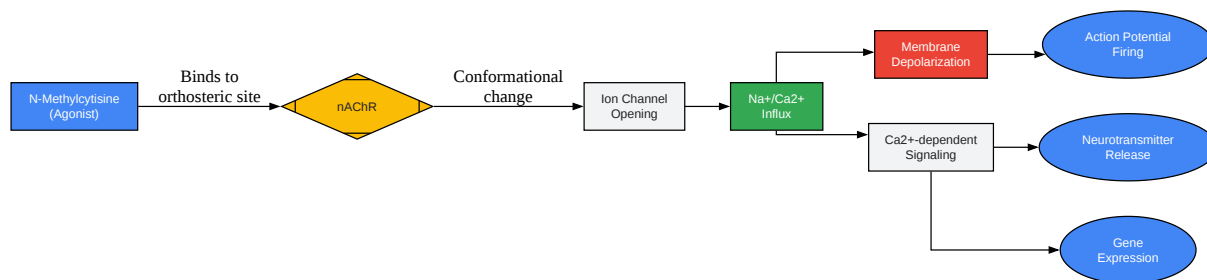 N-Methylcytisine
(Agonist)
Binds to
orthosteric site
nAChR
Conformational
change
Ion Channel
Opening
Na+/Ca2+
Influx
Membrane
Depolarization
Action Potential
Firing
Ca2+-dependent
Signaling
Neurotransmitter
Release
Gene
Expression